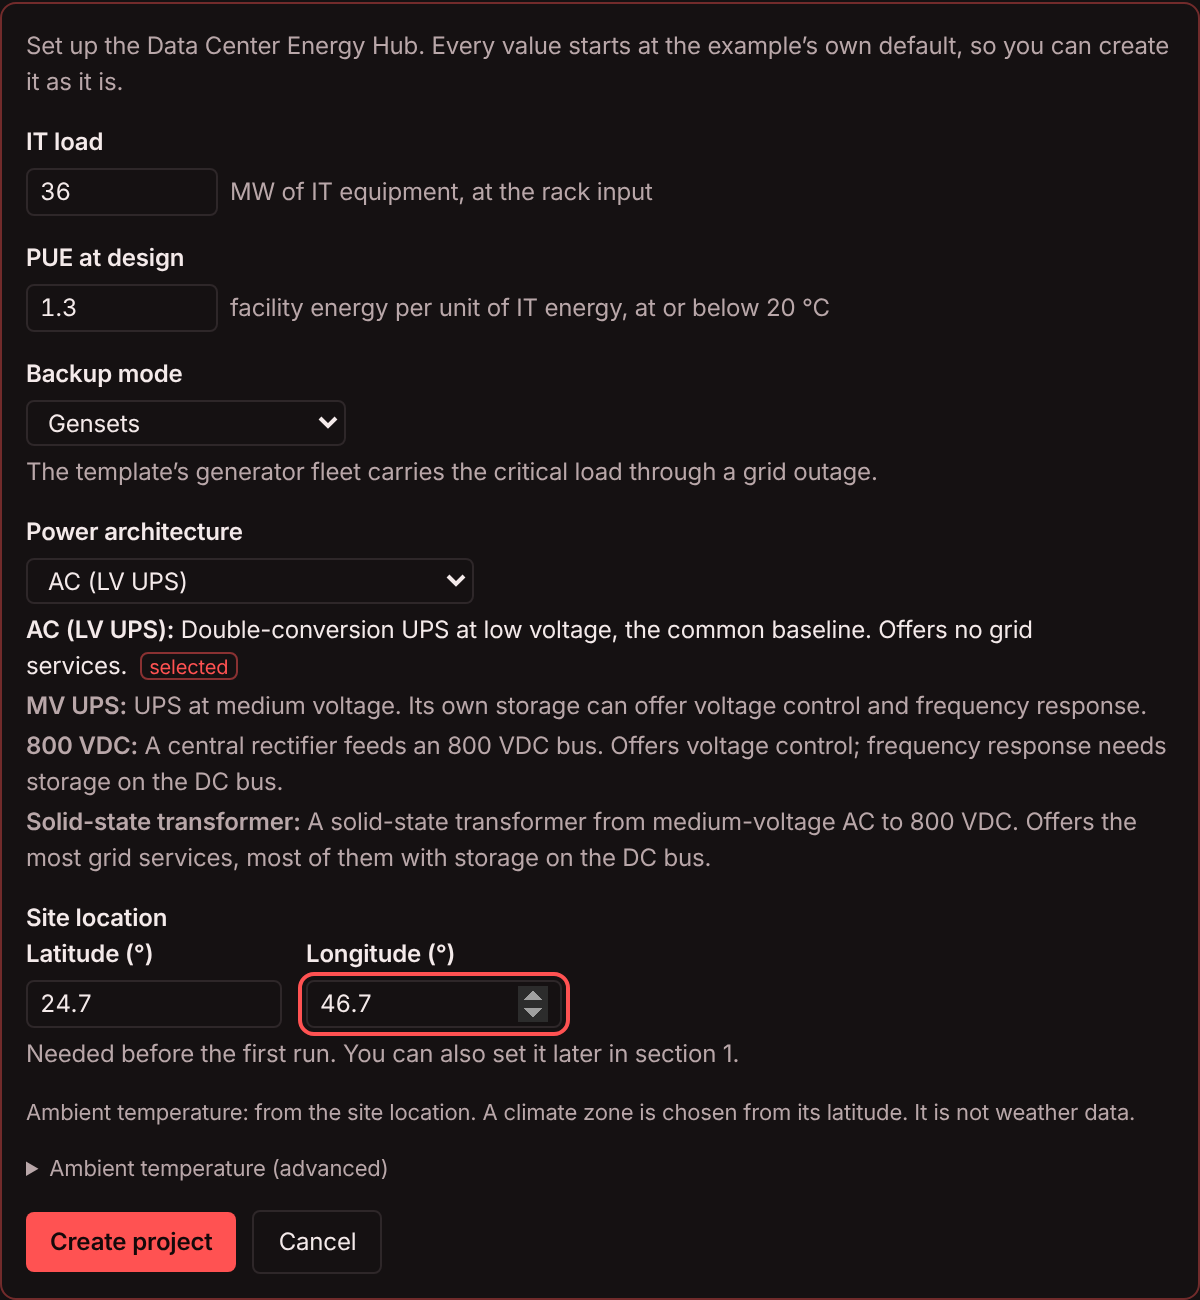 Set up the Data Center Energy Hub. Every value starts at the example’s own default, so you can create
it as it is.
IT load
36 MW of IT equipment, at the rack input
PUE at design
1.3 facility energy per unit of IT energy, at or below 20 °C
Backup mode
Gensets
The template’s generator fleet carries the critical load through a grid outage.
Power architecture
AC (LV UPS)
AC (LV UPS): Double-conversion UPS at low voltage, the common baseline. Offers no grid
services. selected
MV UPS: UPS at medium voltage. Its own storage can offer voltage control and frequency response.
800 VDC: A central rectifier feeds an 800 VDC bus. Offers voltage control; frequency response needs
storage on the DC bus.
Solid-state transformer: A solid-state transformer from medium-voltage AC to 800 VDC. Offers the
most grid services, most of them with storage on the DC bus.
Site location
Latitude (°) Longitude (°)
24.7 46.7
Needed before the first run. You can also set it later in section 1.
Ambient temperature: from the site location. A climate zone is chosen from its latitude. It is not weather data.
Ambient temperature (advanced)
Create project Cancel